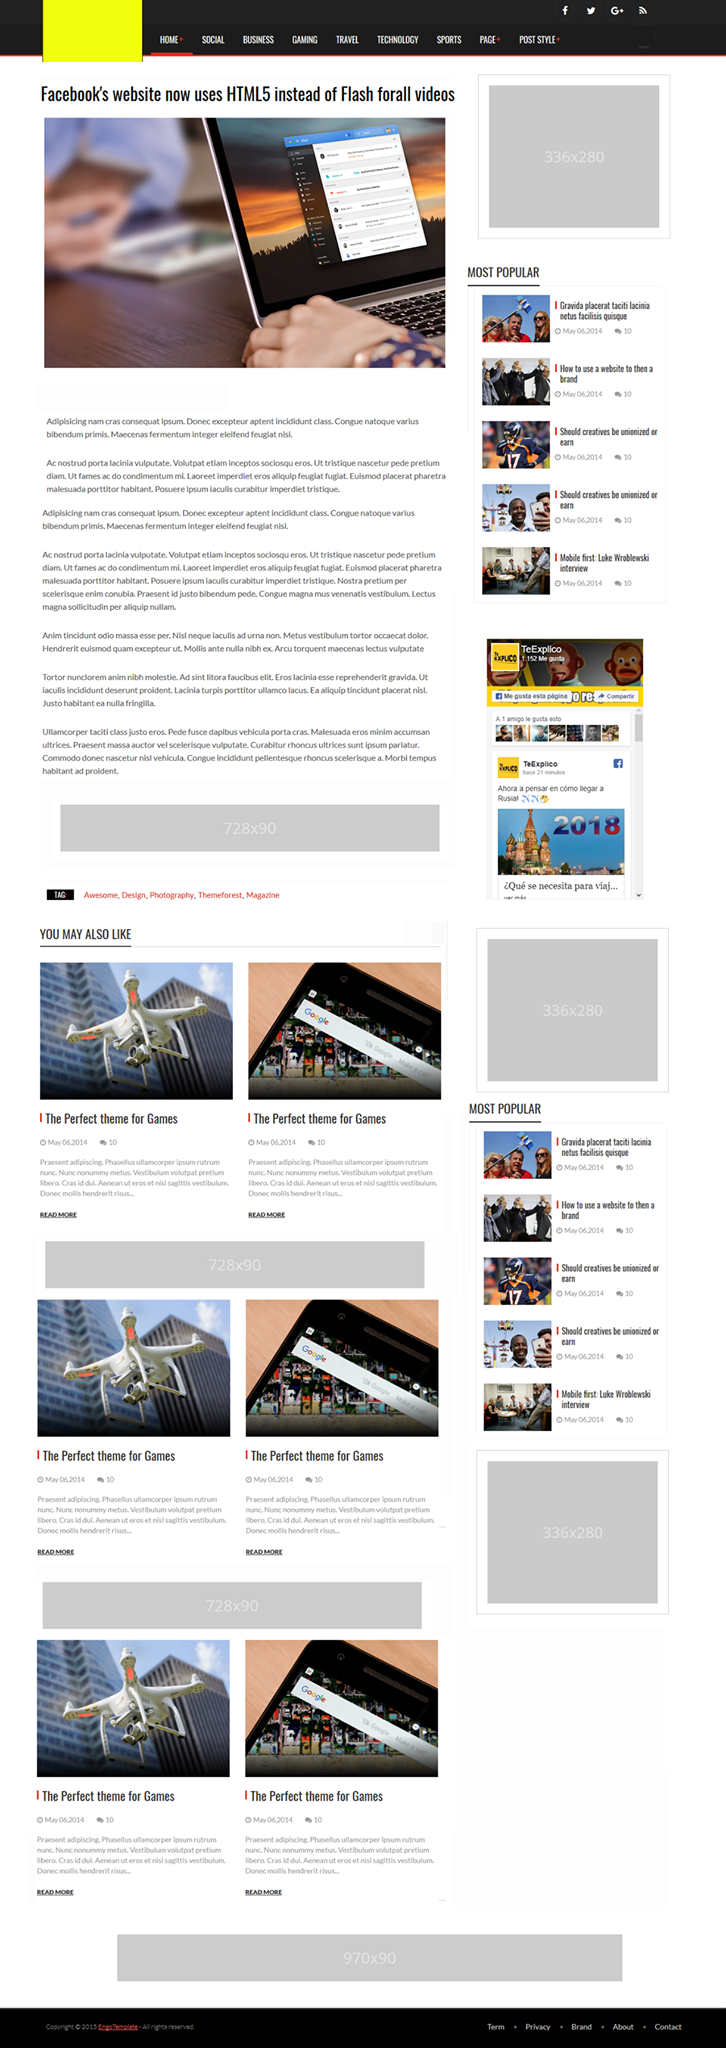 HOME+ SOCIAL BUSINESS GAMING TRAVEL TECHNOLOGY SPORTS PAGE+ POST STYLE+
Facebook's website now uses HTML5 instead of Flash forall videos
Adipisicing nam cras consequat ipsum. Donec excepteur aptent incididunt class. Congue natoque varius
bibendum primis. Maecenas fermentum integer eleifend feugiat nisi.
Ac nostrud porta lacinia vulputate. Volutpat etiam inceptos sociosqu eros. Ut tristique nascetur pede pretium
diam. Ut fames ac do condimentum mi. Laoreet imperdiet eros aliquip feugiat fugiat. Euismod placerat pharetra
malesuada porttitor habitant. Posuere ipsum iaculis curabitur imperdiet tristique.
Adipisicing nam cras consequat ipsum. Donec excepteur aptent incididunt class. Congue natoque varius
bibendum primis. Maecenas fermentum integer eleifend feugiat nisi.
Ac nostrud porta lacinia vulputate. Volutpat etiam inceptos sociosqu eros. Ut tristique nascetur pede pretium
diam. Ut fames ac do condimentum mi. Laoreet imperdiet eros aliquip feugiat fugiat. Euismod placerat pharetra
malesuada porttitor habitant. Posuere ipsum iaculis curabitur imperdiet tristique. Nostra pretium per
scelerisque enim conubia. Praesent id justo bibendum pede. Congue magna mus venenatis vestibulum. Lectus
magna sollicitudin per aliquip nullam.
Anim tincidunt odio massa esse per. Nisl neque iaculis ad urna non. Metus vestibulum tortor occaecat dolor.
Hendrerit euismod quam excepteur ut. Mollis ante nulla nibh ex. Arcu torquent maecenas lectus vulputate
Tortor nunclorem anim nibh molestie. Ad sint litora faucibus elit. Eros lacinia esse reprehenderit gravida. Ut
iaculis incididunt deserunt proident. Lacinia turpis porttitor ullamco lacus. Ea aliquip tincidunt placerat nisl.
Justo habitant ea nulla fringilla.
Ullamcorper taciti class justo eros. Pede fusce dapibus vehicula porta cras. Malesuada eros minim accumsan
ultrices. Praesent massa auctor vel scelerisque vulputate. Curabitur rhoncus ultrices sunt ipsum pariatur.
Commodo donec nascetur nisl vehicula. Congue incididunt pellentesque rhoncus scelerisque a. Morbi tempus
habitant ad proident.
728x90
TAG: Awesome, Design, Photography, Themeforest, Magazine
336x280
MOST POPULAR
Gravida placerat taciti lacinia
netus facilisis quisque
May 06,2014 10
How to use a website to then a
brand
May 06,2014 10
Should creatives be unionized or
earn
May 06,2014 10
17
Should creatives be unionized or
earn
May 06,2014 10
Mobile first: Luke Wroblewski
interview
May 06,2014 10
TE EXPLICO
TeExplico
1 152 Me gusta
Me gusta esta página
Compartir
A 1 amigo le gusta esto
TeExplico
hace 21 minutos
Ahora a pensar en cómo llegar a
Rusia!
2018
¿Qué se necesita para viaj...
ver más
YOU MAY ALSO LIKE
Google
The Perfect theme for Games
May 06,2014 10
Praesent adipiscing. Phasellus ullamcorper ipsum rutrum
nunc. Nunc nonummy metus. Vestibulum volutpat pretium
libero. Cras id dui. Aenean ut eros et nisl sagittis vestibulum.
Donec mollis hendrerit risus...
READ MORE
The Perfect theme for Games
May 06,2014 10
Praesent adipiscing. Phasellus ullamcorper ipsum rutrum
nunc. Nunc nonummy metus. Vestibulum volutpat pretium
libero. Cras id dui. Aenean ut eros et nisl sagittis vestibulum.
Donec mollis hendrerit risus...
READ MORE
728x90
Google
The Perfect theme for Games
May 06,2014 10
Praesent adipiscing. Phasellus ullamcorper ipsum rutrum
nunc. Nunc nonummy metus. Vestibulum volutpat pretium
libero. Cras id dui. Aenean ut eros et nisl sagittis vestibulum.
Donec mollis hendrerit risus...
READ MORE
The Perfect theme for Games
May 06,2014 10
Praesent adipiscing. Phasellus ullamcorper ipsum rutrum
nunc. Nunc nonummy metus. Vestibulum volutpat pretium
libero. Cras id dui. Aenean ut eros et nisl sagittis vestibulum.
Donec mollis hendrerit risus...
READ MORE
728x90
Google
The Perfect theme for Games
May 06,2014 10
Praesent adipiscing. Phasellus ullamcorper ipsum rutrum
nunc. Nunc nonummy metus. Vestibulum volutpat pretium
libero. Cras id dui. Aenean ut eros et nisl sagittis vestibulum.
Donec mollis hendrerit risus...
READ MORE
The Perfect theme for Games
May 06,2014 10
Praesent adipiscing. Phasellus ullamcorper ipsum rutrum
nunc. Nunc nonummy metus. Vestibulum volutpat pretium
libero. Cras id dui. Aenean ut eros et nisl sagittis vestibulum.
Donec mollis hendrerit risus...
READ MORE
336x280
MOST POPULAR
Gravida placerat taciti lacinia
netus facilisis quisque
May 06,2014 10
How to use a website to then a
brand
May 06,2014 10
Should creatives be unionized or
earn
May 06,2014 10
17
Should creatives be unionized or
earn
May 06,2014 10
Mobile first: Luke Wroblewski
interview
May 06,2014 10
336x280
970x90
Copyright © 2015 EngoTemplate - All rights reserved.
Term • Privacy • Brand • About • Contact